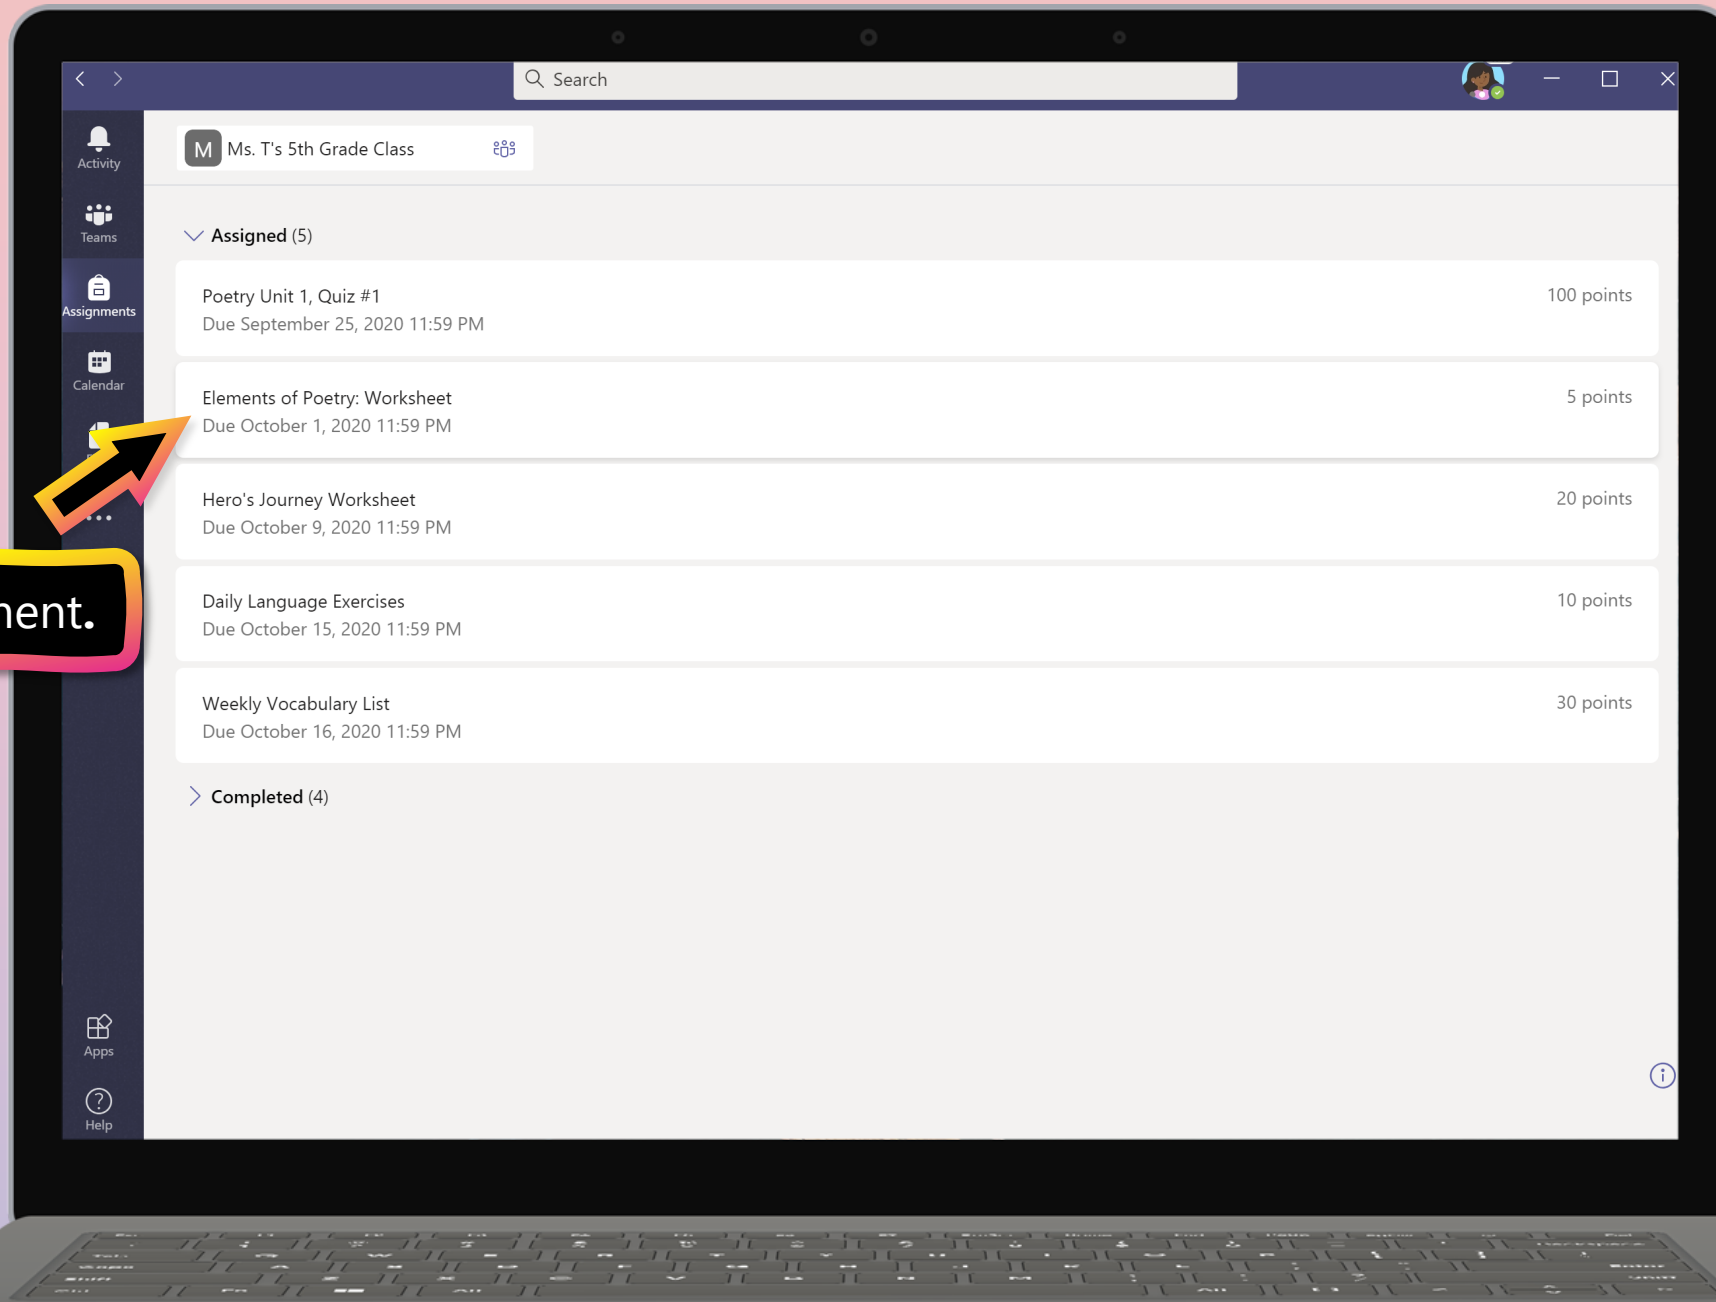 Search
Activity
Teams
Assignments
Calendar
Apps
Help
M Ms. T's 5th Grade Class
Assigned (5)
Poetry Unit 1, Quiz #1
100 points
Due September 25, 2020 11:59 PM
Elements of Poetry: Worksheet
5 points
Due October 1, 2020 11:59 PM
Hero's Journey Worksheet
20 points
Due October 9, 2020 11:59 PM
Daily Language Exercises
10 points
Due October 15, 2020 11:59 PM
Weekly Vocabulary List
30 points
Due October 16, 2020 11:59 PM
Completed (4)
ent.